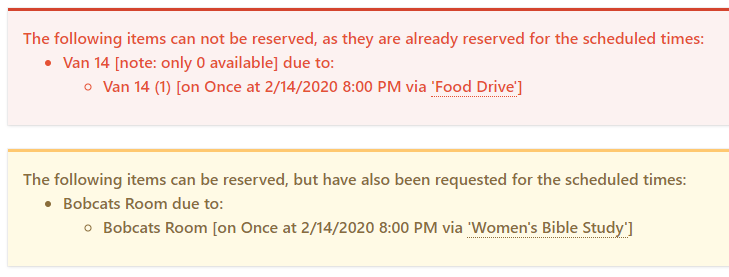 The following items can not be reserved, as they are already reserved for the scheduled times:
Van 14 [note: only 0 available] due to:
Van 14 (1) [on Once at 2/14/2020 8:00 PM via 'Food Drive']
The following items can be reserved, but have also been requested for the scheduled times:
Bobcats Room due to:
Bobcats Room [on Once at 2/14/2020 8:00 PM via 'Women's Bible Study']